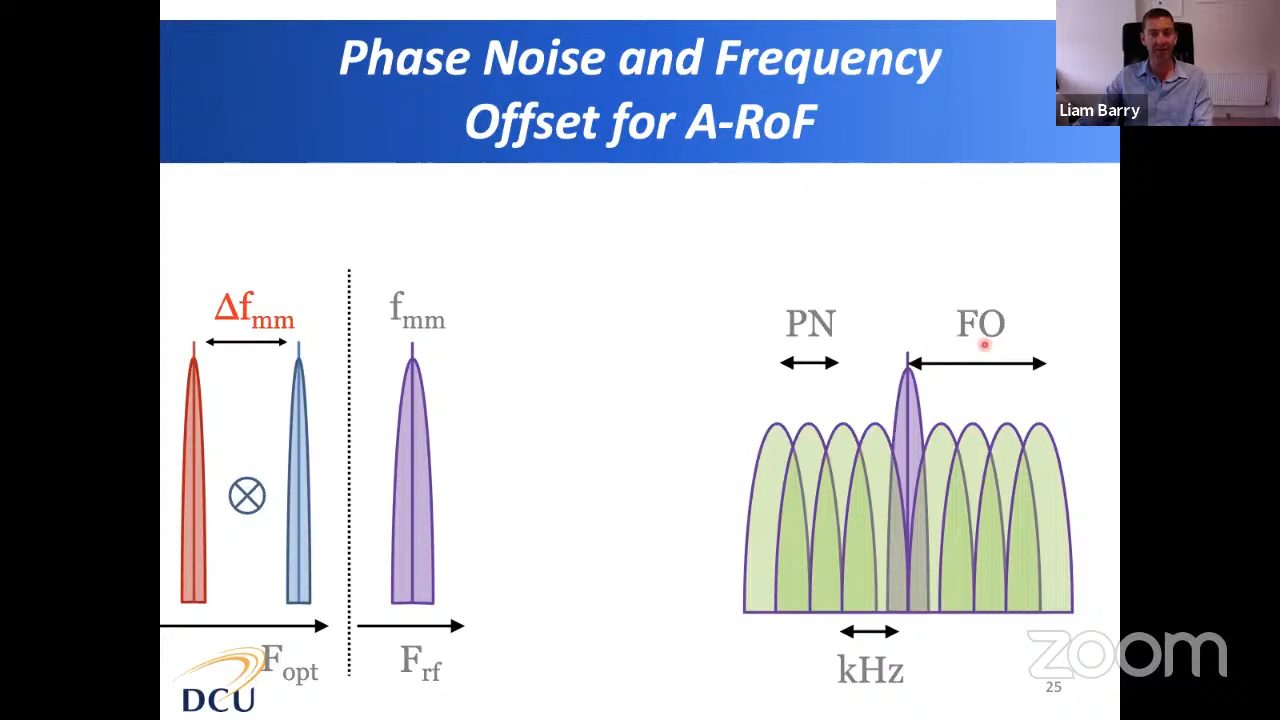 Phase Noise and Frequency
Offset for A-RoF
Liam Barry
Δfmm
fmm
PN
FO
Fopt
Frf
kHz
DCU
zoom
25